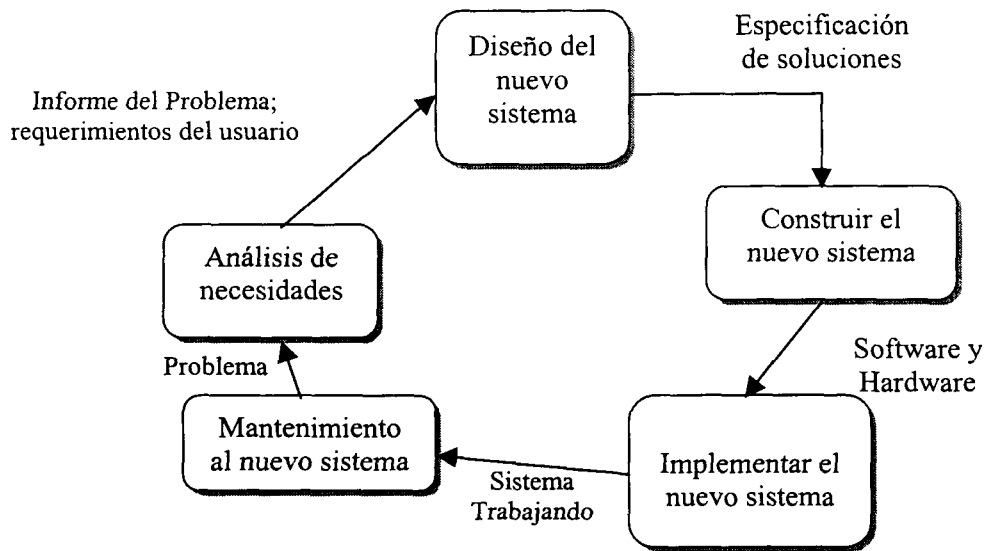 Diseño del
nuevo
sistema
Especificación
de soluciones
Informe del Problema;
requerimientos del usuario
Construir el
nuevo sistema
Análisis de
necesidades
Software y
Hardware
Problema
Mantenimiento
al nuevo sistema
Implementar el
nuevo sistema
Sistema
Trabajando